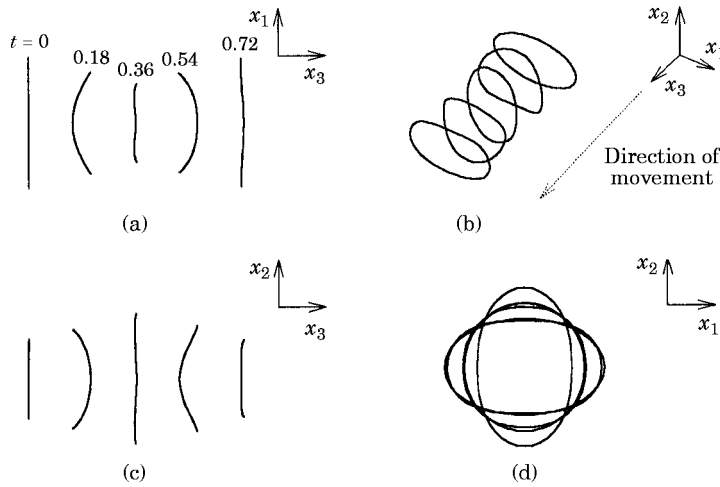 x₁
t = 0
0.18
0.36
0.54
0.72
x₃
(a)
x₂
x₁
x₃
Direction of
movement
(b)
x₂
x₃
(c)
x₂
x₁
(d)